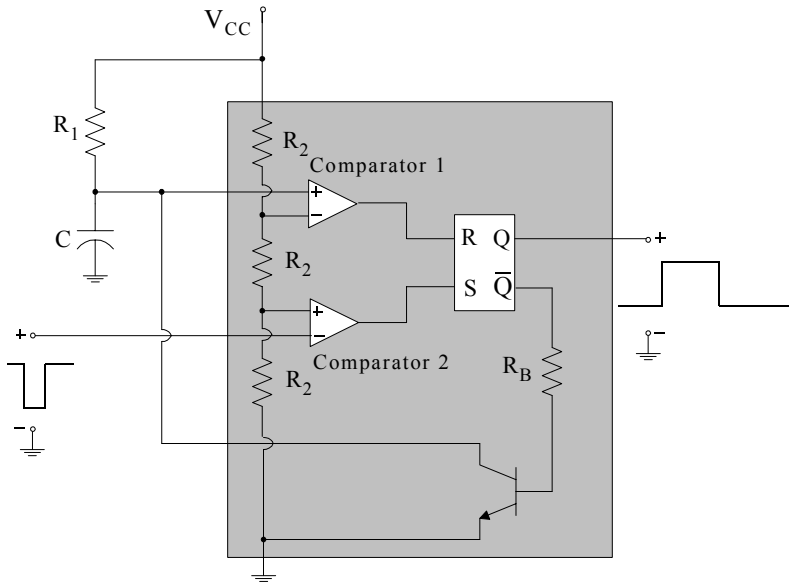 V_CC
R_1
R_2
Comparator 1
+
−
C
R Q
R_2
S Q̅
+
−
+
−
+
Comparator 2
R_2
R_B
−